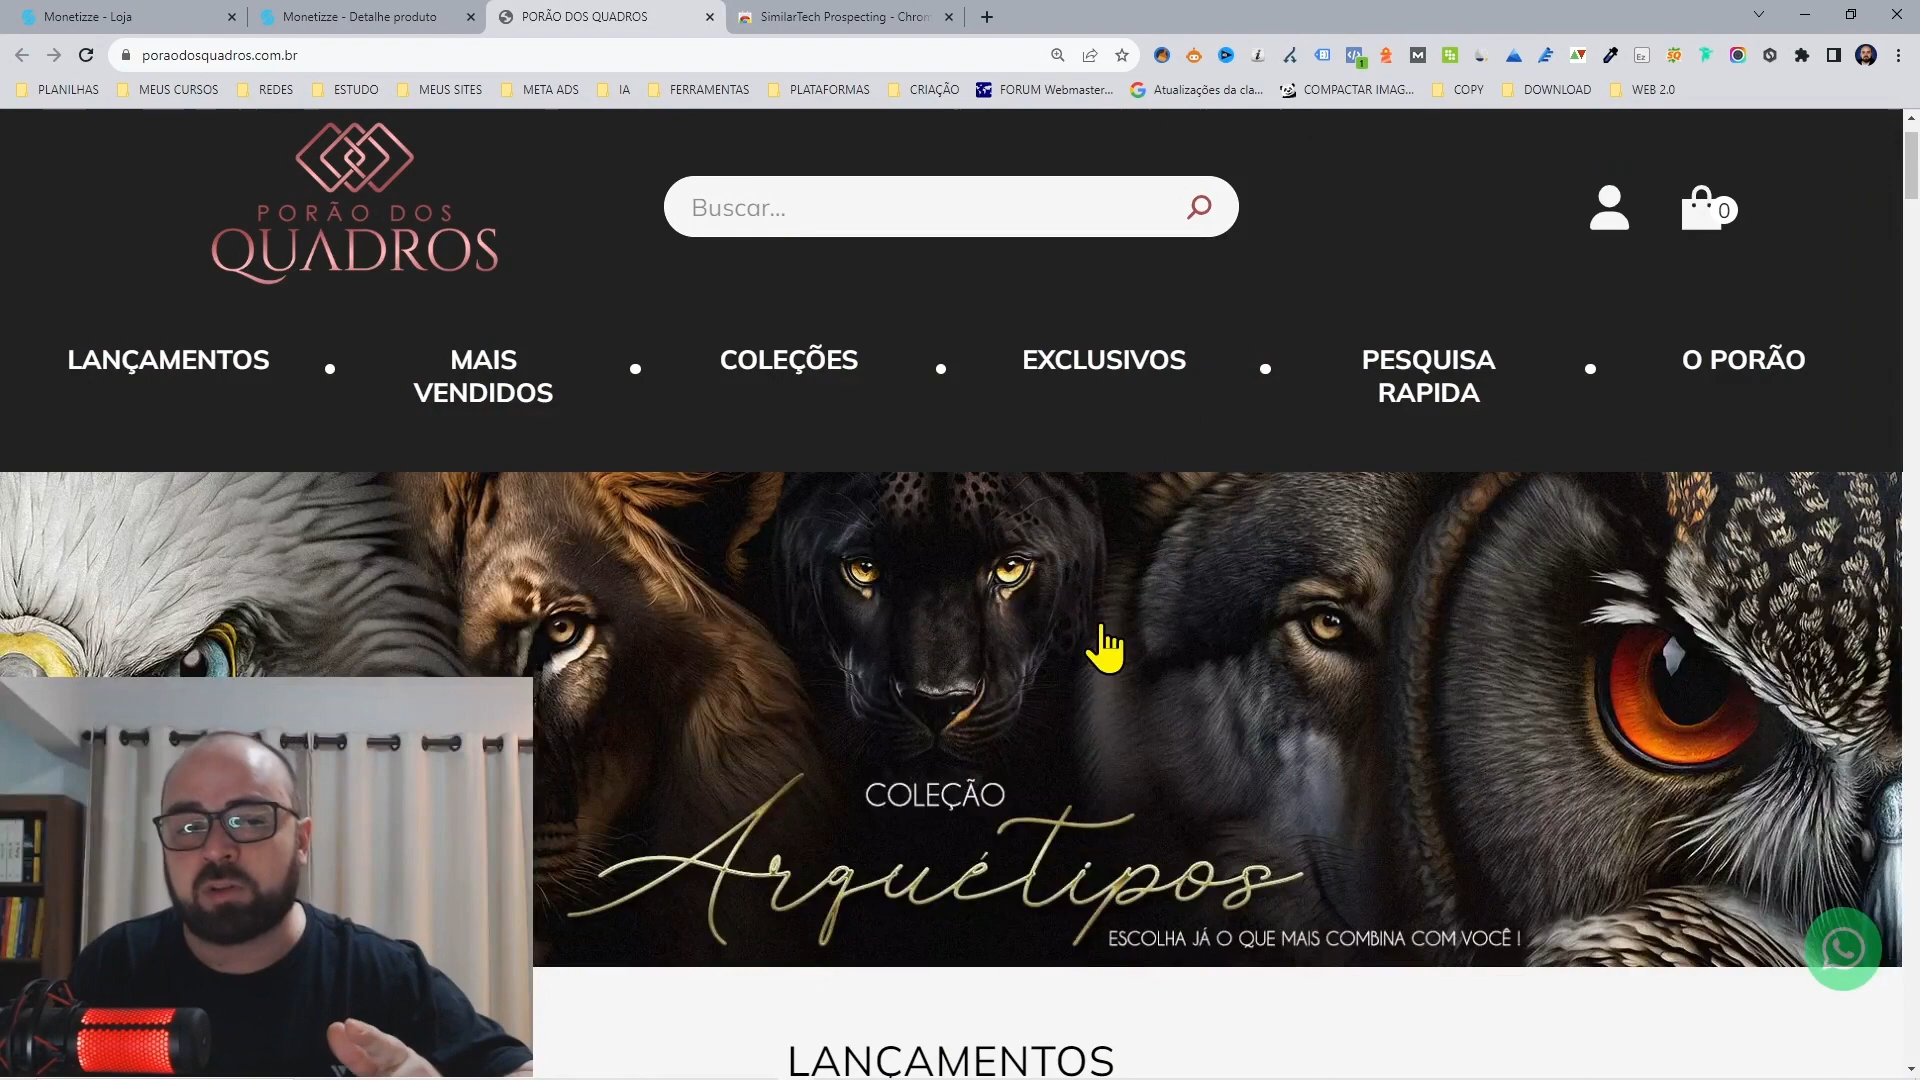 Monetizze - Loja
Monetizze - Detalhe produto
PORÃO DOS QUADROS
SimilarTech Prospecting - Chrom
poraodosquadros.com.br
1
Ez
PLANILHAS
MEUS CURSOS
REDES
ESTUDO
MEUS SITES
META ADS
IA
FERRAMENTAS
PLATAFORMAS
CRIAÇÃO
FORUM Webmaster...
Atualizações da cla...
COMPACTAR IMAG...
COPY
DOWNLOAD
WEB 2.0
PORÃO DOS
QUADROS
Buscar...
0
LANÇAMENTOS
MAIS
VENDIDOS
COLEÇÕES
EXCLUSIVOS
PESQUISA
RAPIDA
O PORÃO
COLEÇÃO
Arquétipos
ESCOLHA JÁ O QUE MAIS COMBINA COM VOCÊ !
LANÇAMENTOS